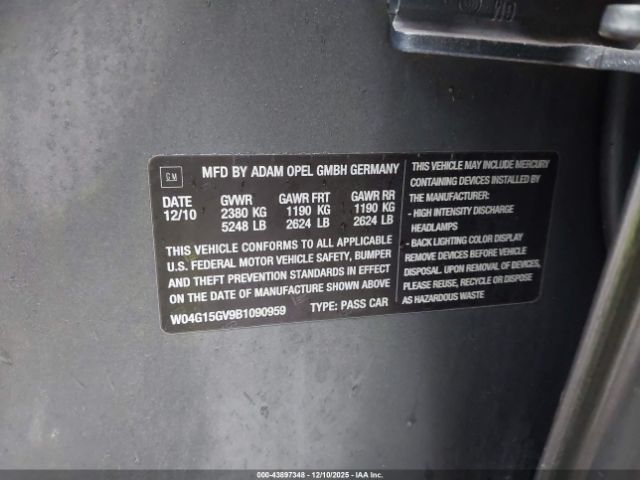 GM
GM MFD BY ADAM OPEL GMBH GERMANY
DATE GVWR GAWR FRT GAWR RR
12/10 2380 KG 1190 KG 1190 KG
5248 LB 2624 LB 2624 LB
THIS VEHICLE CONFORMS TO ALL APPLICABLE
U.S. FEDERAL MOTOR VEHICLE SAFETY, BUMPER
AND THEFT PREVENTION STANDARDS IN EFFECT
ON THE DATE OF MANUFACTURE SHOWN ABOVE
W04G15GV9B1090959 TYPE: PASS CAR
THIS VEHICLE MAY INCLUDE MERCURY
CONTAINING DEVICES INSTALLED BY
THE MANUFACTURER:
- HIGH INTENSITY DISCHARGE
HEADLAMPS
- BACK LIGHTING COLOR DISPLAY
REMOVE DEVICES BEFORE VEHICLE
DISPOSAL. UPON REMOVAL OF DEVICES,
PLEASE REUSE, RECYCLE OR DISPOSE
AS HAZARDOUS WASTE
000-43897348 - 12/10/2025 - IAAI Inc.